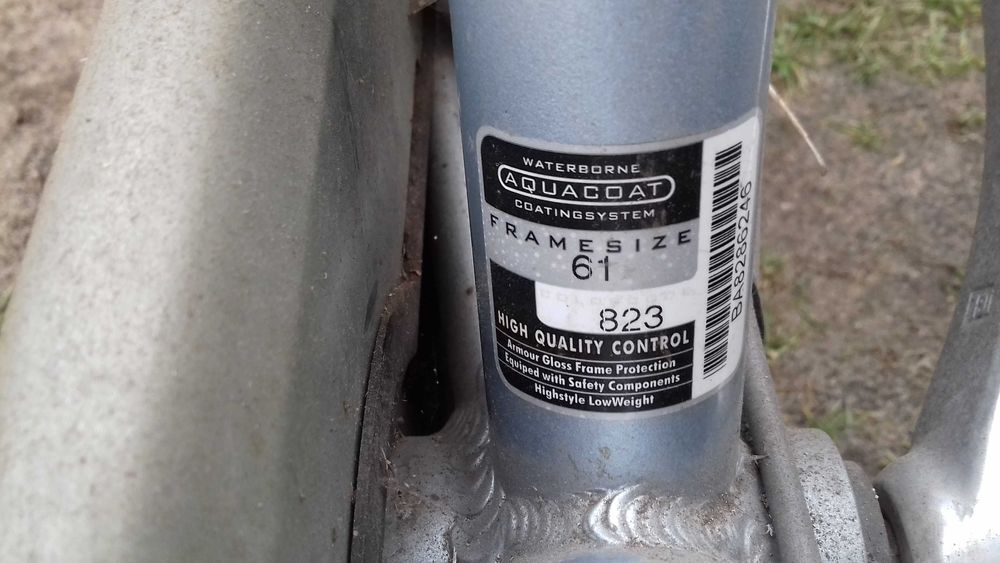 WATERBORNE
AQUACOAT
COATINGSYSTEM
FRAMESIZE
61
823
HIGH QUALITY CONTROL
Armour Gloss Frame Protection
Equiped with Safety Components
Highstyle LowWeight
BA8286246